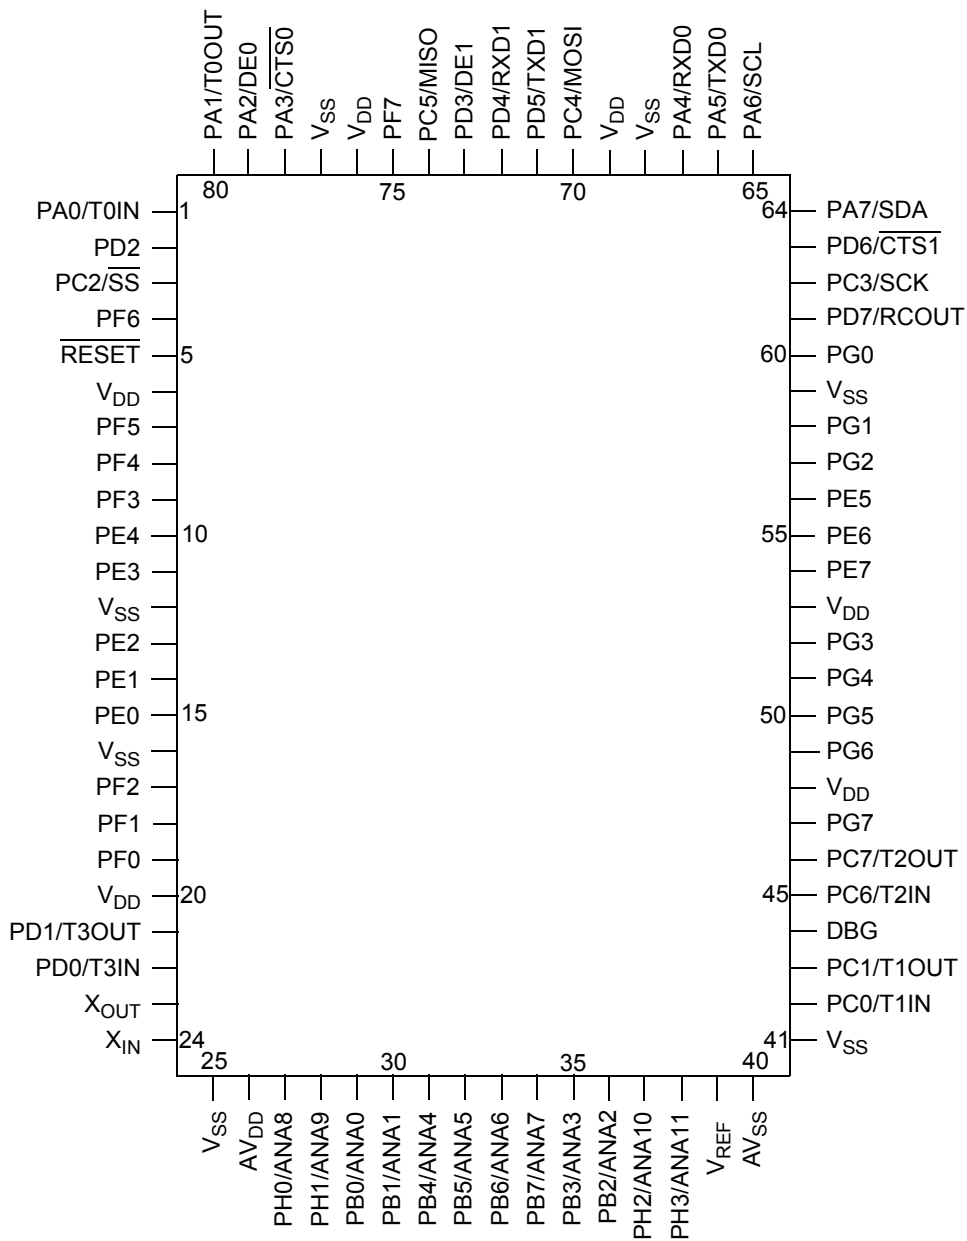 PA1/T0OUT
PA2/DE0
PA3/CTS0
VSS
VDD
PF7
PC5/MISO
PD3/DE1
PD4/RXD1
PD5/TXD1
PC4/MOSI
VDD
VSS
PA4/RXD0
PA5/TXD0
PA6/SCL
80 75 70 65
PA0/T0IN 1 64 PA7/SDA
PD2 PD6/CTS1
PC2/SS PC3/SCK
PF6 PD7/RCOUT
RESET 5 60 PG0
VDD VSS
PF5 PG1
PF4 PG2
PF3 PE5
PE4 10 55 PE6
PE3 PE7
VSS VDD
PE2 PG3
PE1 PG4
PE0 15 50 PG5
VSS PG6
PF2 VDD
PF1 PG7
PF0 PC7/T2OUT
VDD 20 45 PC6/T2IN
PD1/T3OUT DBG
PD0/T3IN PC1/T1OUT
XOUT PC0/T1IN
XIN 24 41 VSS
25 30 35 40
VSS
AVDD
PH0/ANA8
PH1/ANA9
PB0/ANA0
PB1/ANA1
PB4/ANA4
PB5/ANA5
PB6/ANA6
PB7/ANA7
PB3/ANA3
PB2/ANA2
PH2/ANA10
PH3/ANA11
VREF
AVSS